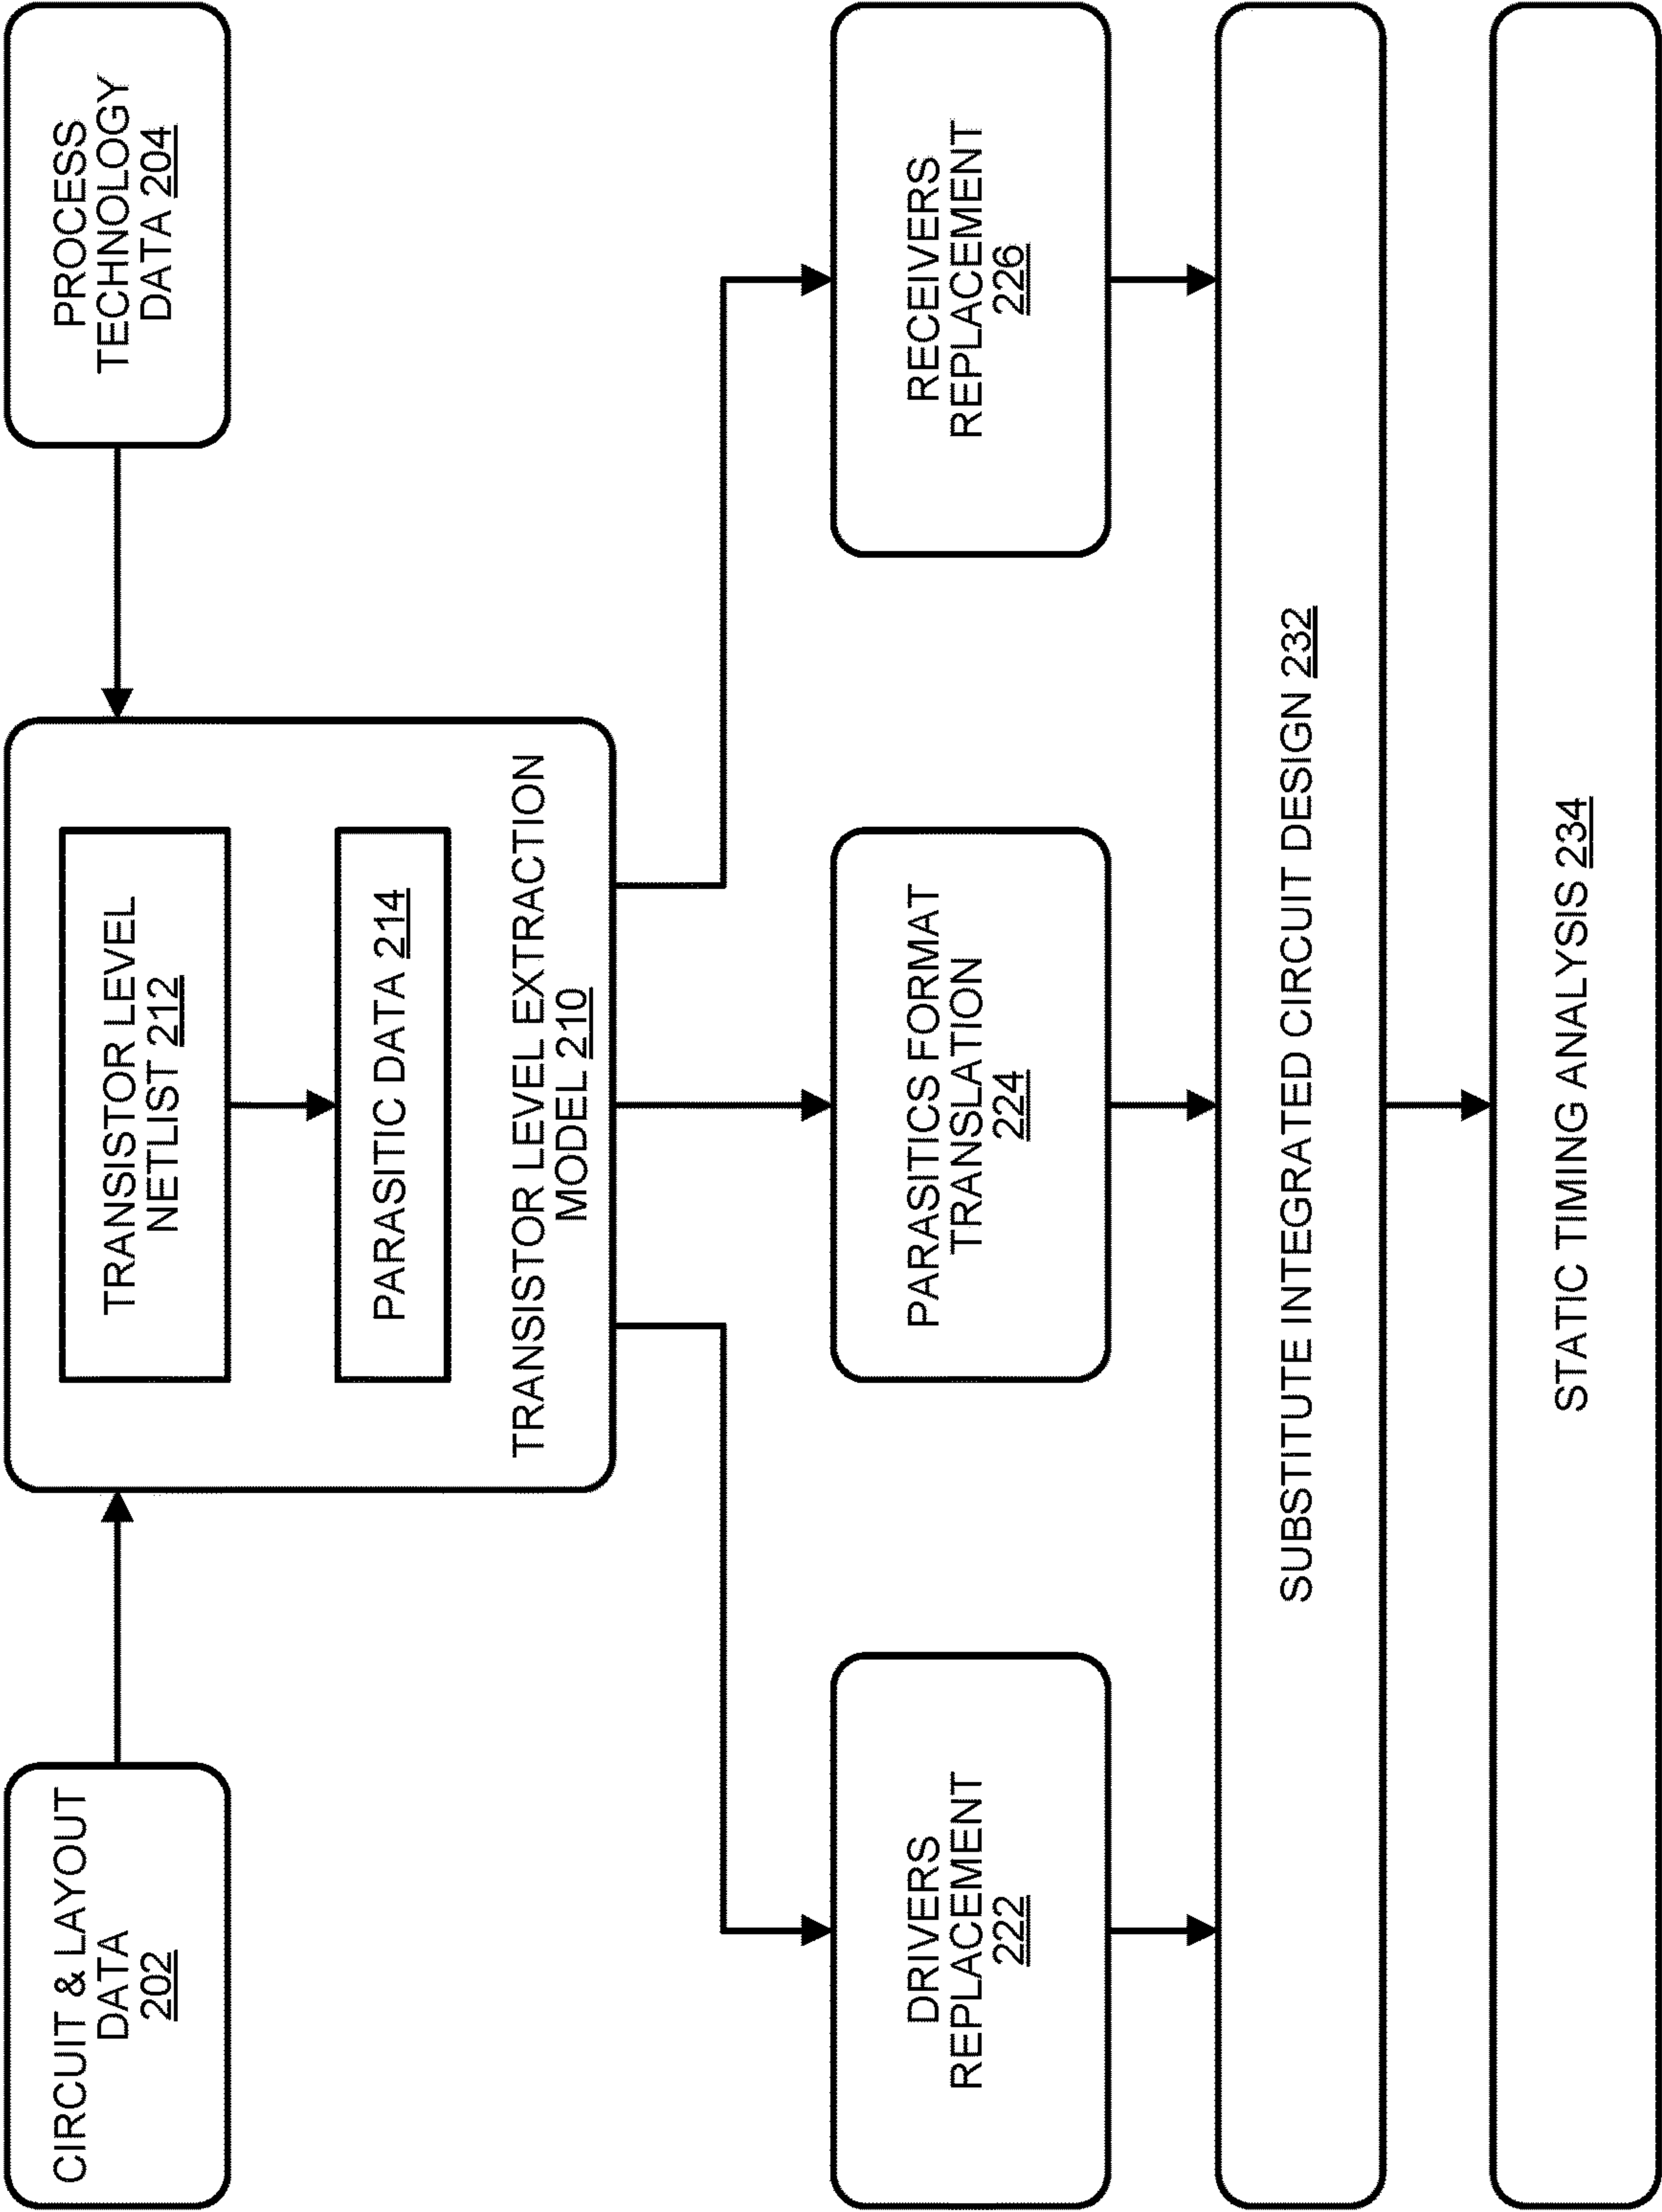 CIRCUIT & LAYOUT
DATA
202
TRANSISTOR LEVEL
NETLIST 212
PARASITIC DATA 214
TRANSISTOR LEVEL EXTRACTION
MODEL 210
PROCESS
TECHNOLOGY
DATA 204
DRIVERS
REPLACEMENT
222
PARASITICS FORMAT
TRANSLATION
224
RECEIVERS
REPLACEMENT
226
SUBSTITUTE INTEGRATED CIRCUIT DESIGN 232
STATIC TIMING ANALYSIS 234